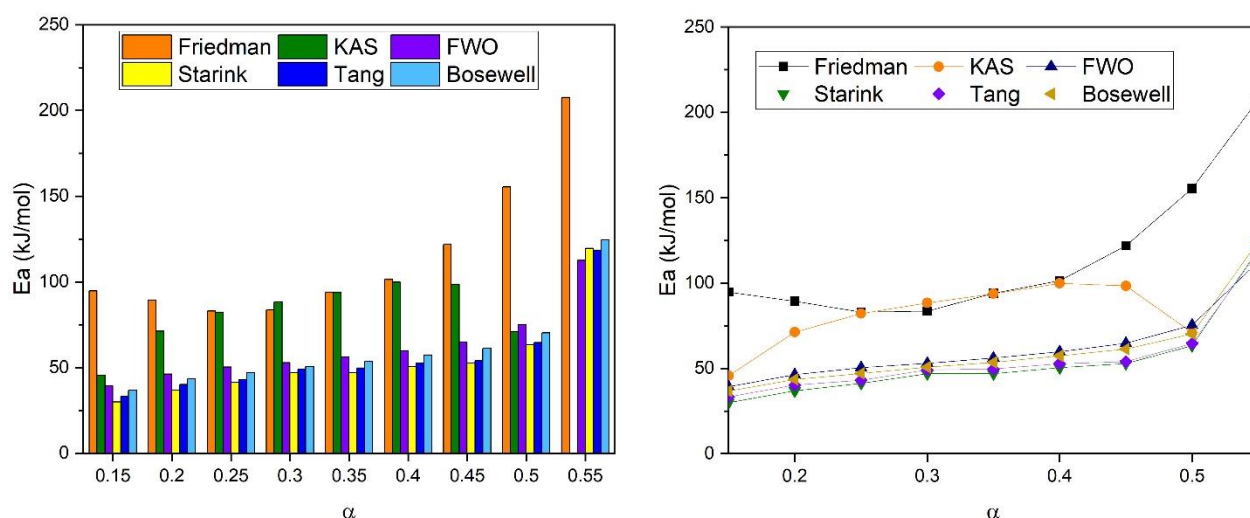 250
200
150
100
50
0
Ea (kJ/mol)
Friedman KAS FWO
Starink Tang Bosewell
0.15 0.2 0.25 0.3 0.35 0.4 0.45 0.5 0.55
α
250
200
150
100
50
0
Ea (kJ/mol)
Friedman KAS FWO
Starink Tang Bosewell
0.2 0.3 0.4 0.5
α